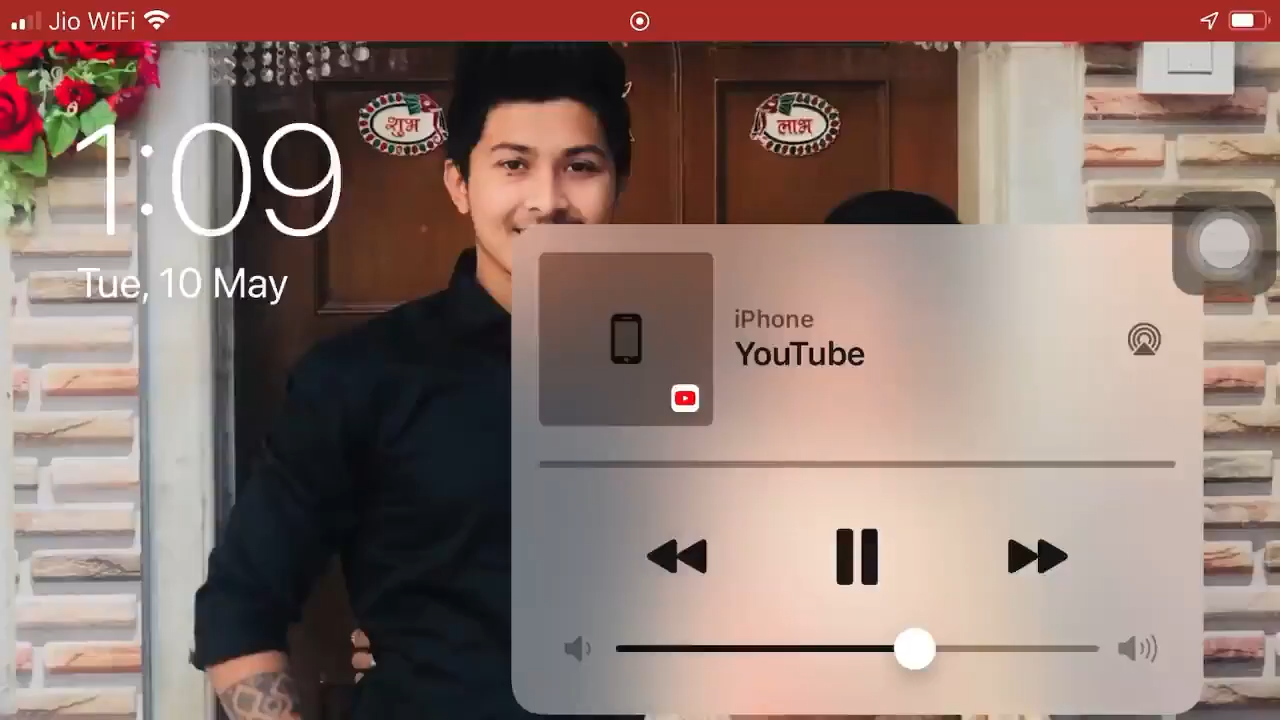 Jio WiFi
शुभ
लाभ
1:09
Tue, 10 May
iPhone
YouTube